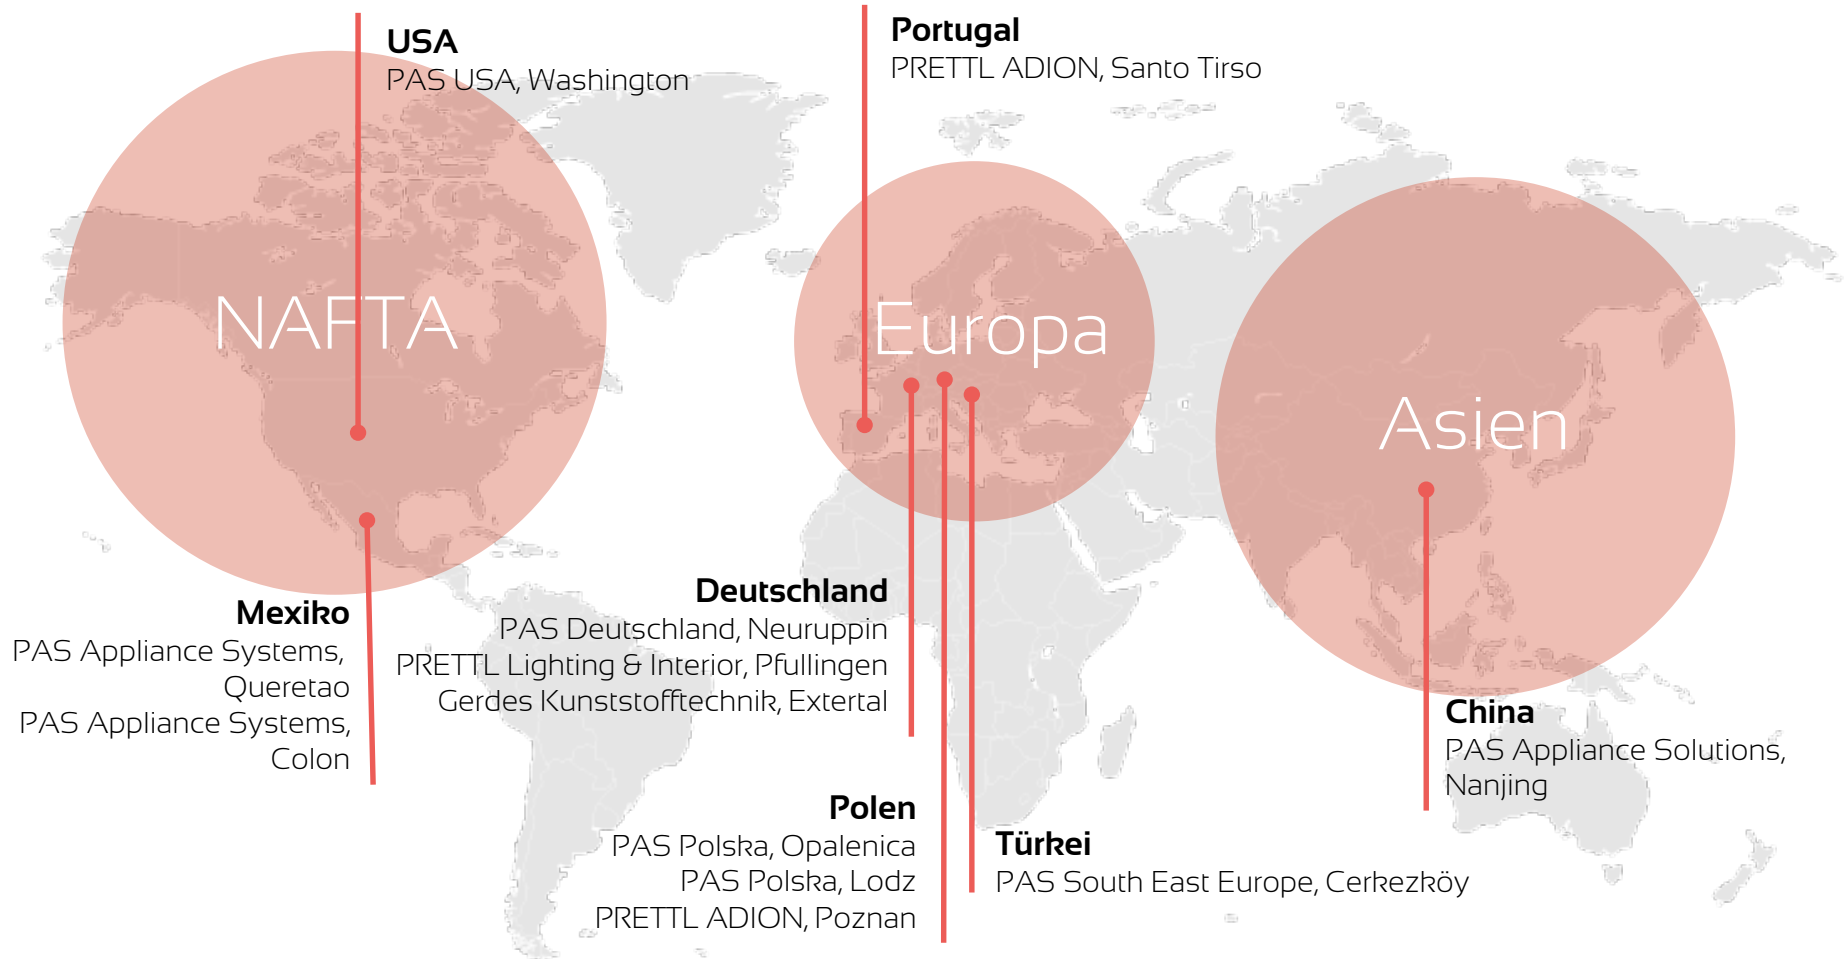 USA
PAS USA, Washington
Portugal
PRETTL ADION, Santo Tirso
NAFTA
Europa
Asien
Mexiko
PAS Appliance Systems,
Queretao
PAS Appliance Systems,
Colon
Deutschland
PAS Deutschland, Neuruppin
PRETTL Lighting & Interior, Pfullingen
Gerdes Kunststofftechnik, Extertal
Polen
PAS Polska, Opalenica
PAS Polska, Lodz
PRETTL ADION, Poznan
Türkei
PAS South East Europe, Cerkezköy
China
PAS Appliance Solutions,
Nanjing